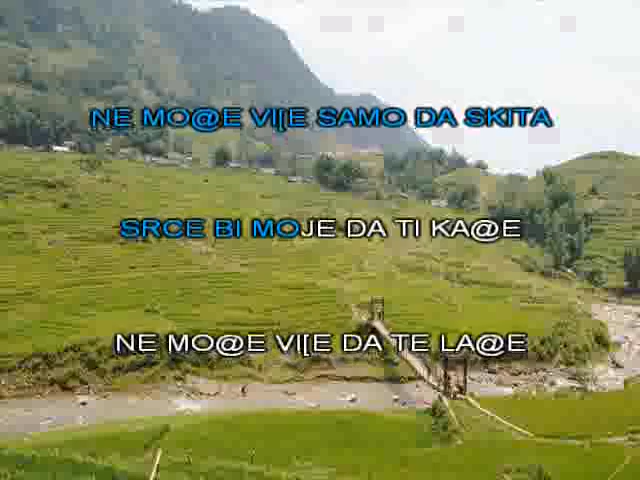 NE MO@E VI[E SAMO DA SKITA
SRCE BI MOJE DA TI KA@E
NE MO@E VI[E DA TE LA@E